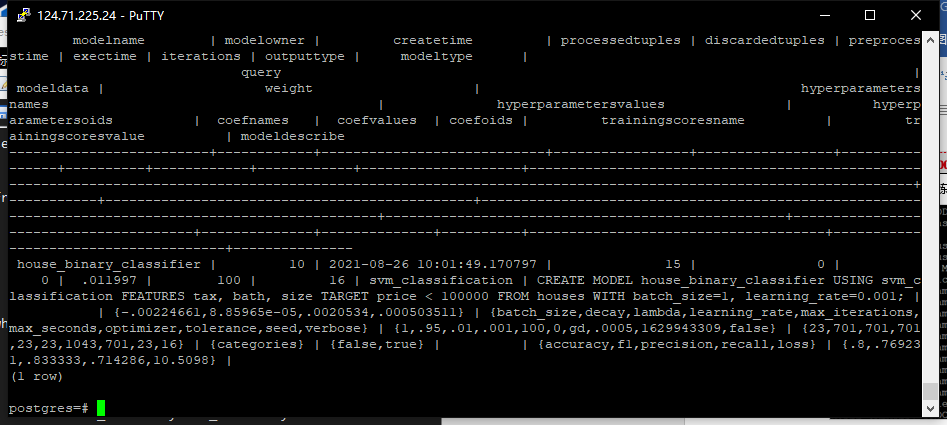 124.71.225.24 - PuTTY
modelname | modelowner | createtime | processedtuples | discardedtuples | preproces
stime | exectime | iterations | outputtype | modeltype |
query |
modeldata | weight | hyperparameters
names | hyperparametersvalues | hyperp
arametersoids | coefnames | coefvalues | coefoids | trainingscoresname | tr
ainingscoresvalue | modeldescribe
house_binary_classifier | 10 | 2021-08-26 10:01:49.170797 | 15 | 0 |
0 | .011997 | 100 | 16 | svm_classification | CREATE MODEL house_binary_classifier USING svm_c
lassification FEATURES tax, bath, size TARGET price < 100000 FROM houses WITH batch_size=1, learning_rate=0.001; |
| {-.00224661,8.85965e-05,.0020534,.000503511} | {batch_size,decay,lambda,learning_rate,max_iterations,
max_seconds,optimizer,tolerance,seed,verbose} | {1,.95,.01,.001,100,0,gd,.0005,1629943309,false} | {23,701,701,701
,23,23,1043,701,23,16} | {categories} | {false,true} | | {accuracy,f1,precision,recall,loss} | {.8,.76923
1,.833333,.714286,10.5098} |
(1 row)
postgres=#